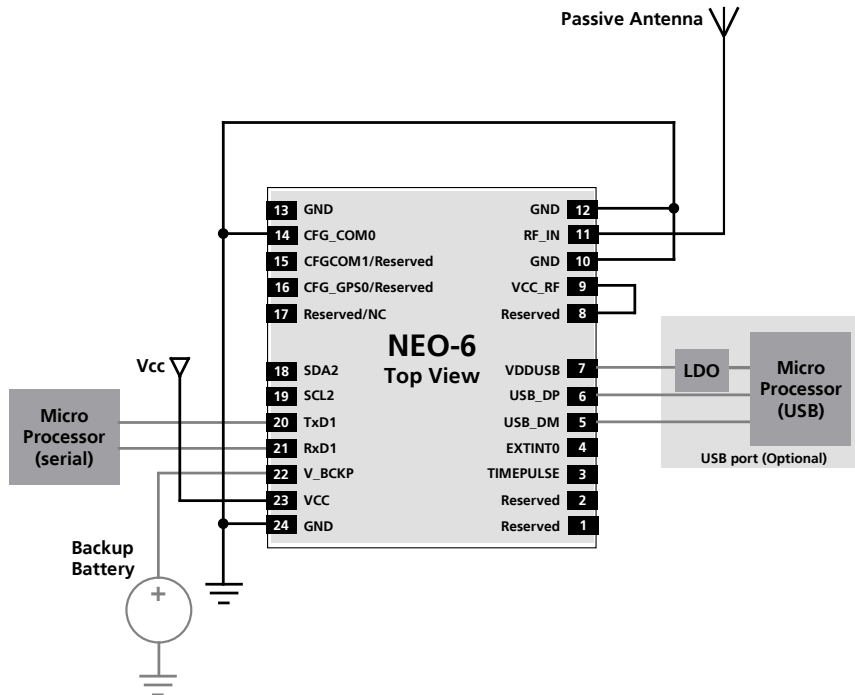 Passive Antenna
13 GND
14 CFG_COM0
15 CFGCOM1/Reserved
16 CFG_GPS0/Reserved
17 Reserved/NC
18 SDA2
19 SCL2
20 TxD1
21 RxD1
22 V_BCKP
23 VCC
24 GND
NEO-6
Top View
GND 12
RF_IN 11
GND 10
VCC_RF 9
Reserved 8
VDDUSB 7
USB_DP 6
USB_DM 5
EXTINT0 4
TIMEPULSE 3
Reserved 2
Reserved 1
Vcc
Micro
Processor
(serial)
Backup
Battery
+
LDO
Micro
Processor
(USB)
USB port (Optional)